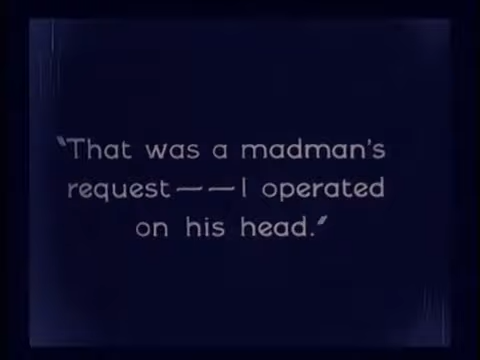 "That was a madman's
request——I operated
on his head."